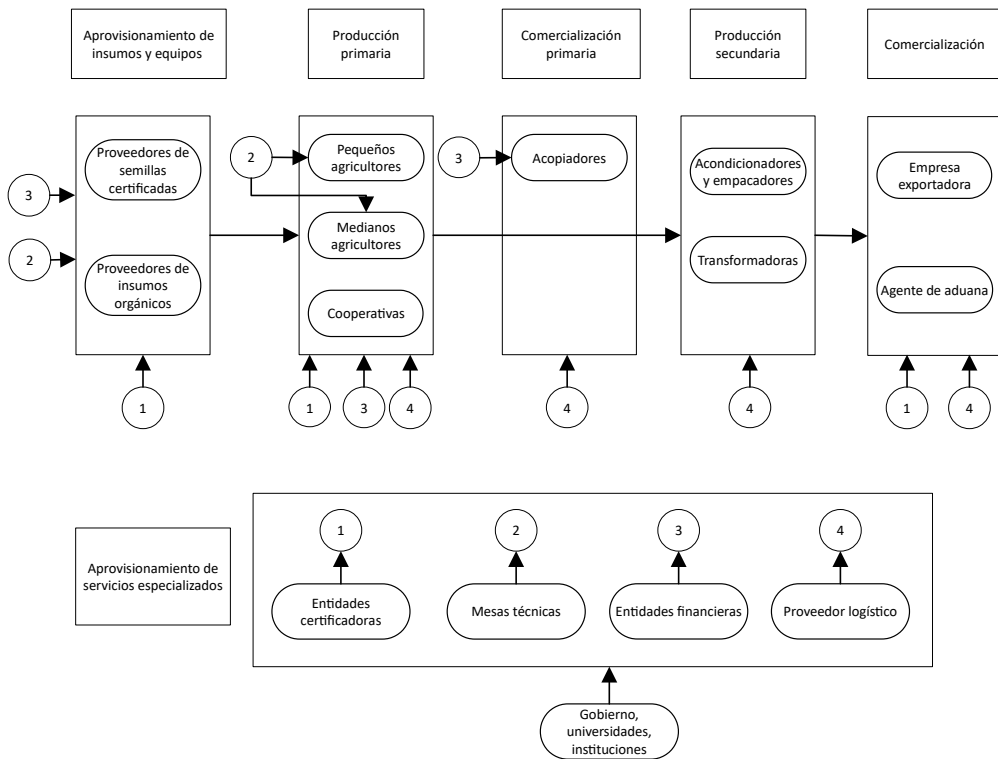 Aprovisionamiento de
insumos y equipos
Producción
primaria
Comercialización
primaria
Producción
secundaria
Comercialización
Proveedores de
semillas
certificadas
3
2
Proveedores de
insumos
orgánicos
1
2
Pequeños
agricultores
Medianos
agricultores
Cooperativas
1
3
4
3
Acopiadores
4
Acondicionadores
y empacadores
Transformadoras
4
Empresa
exportadora
Agente de aduana
1
4
Aprovisionamiento de
servicios especializados
1
2
3
4
Entidades
certificadoras
Mesas técnicas
Entidades financieras
Proveedor logístico
Gobierno,
universidades,
instituciones